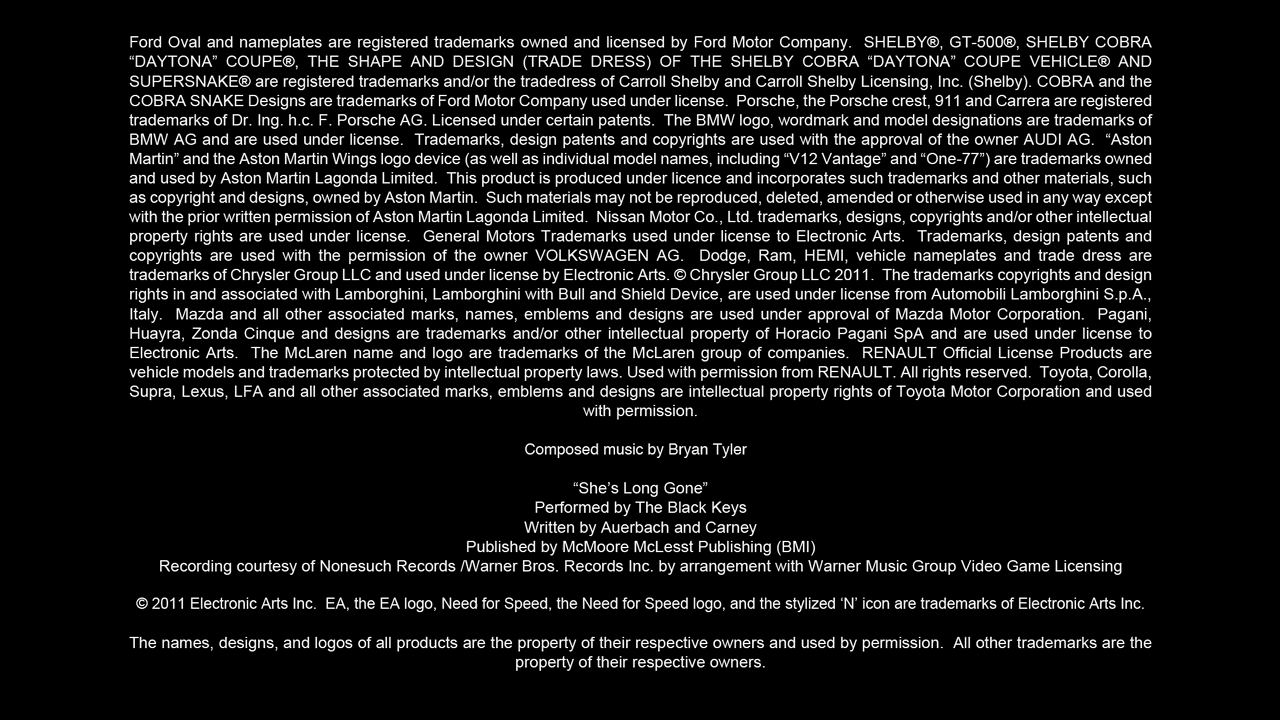 Ford Oval and nameplates are registered trademarks owned and licensed by Ford Motor Company.  SHELBY®, GT-500®, SHELBY COBRA
“DAYTONA” COUPE®, THE SHAPE AND DESIGN (TRADE DRESS) OF THE SHELBY COBRA “DAYTONA” COUPE VEHICLE® AND
SUPERSNAKE® are registered trademarks and/or the tradedress of Carroll Shelby and Carroll Shelby Licensing, Inc. (Shelby). COBRA and the
COBRA SNAKE Designs are trademarks of Ford Motor Company used under license.  Porsche, the Porsche crest, 911 and Carrera are registered
trademarks of Dr. Ing. h.c. F. Porsche AG. Licensed under certain patents.  The BMW logo, wordmark and model designations are trademarks of
BMW AG and are used under license.  Trademarks, design patents and copyrights are used with the approval of the owner AUDI AG.  “Aston
Martin” and the Aston Martin Wings logo device (as well as individual model names, including “V12 Vantage” and “One-77”) are trademarks owned
and used by Aston Martin Lagonda Limited.  This product is produced under licence and incorporates such trademarks and other materials, such
as copyright and designs, owned by Aston Martin.  Such materials may not be reproduced, deleted, amended or otherwise used in any way except
with the prior written permission of Aston Martin Lagonda Limited.  Nissan Motor Co., Ltd. trademarks, designs, copyrights and/or other intellectual
property rights are used under license.  General Motors Trademarks used under license to Electronic Arts.  Trademarks, design patents and
copyrights are used with the permission of the owner VOLKSWAGEN AG.  Dodge, Ram, HEMI, vehicle nameplates and trade dress are
trademarks of Chrysler Group LLC and used under license by Electronic Arts. © Chrysler Group LLC 2011.  The trademarks copyrights and design
rights in and associated with Lamborghini, Lamborghini with Bull and Shield Device, are used under license from Automobili Lamborghini S.p.A.,
Italy.  Mazda and all other associated marks, names, emblems and designs are used under approval of Mazda Motor Corporation.  Pagani,
Huayra, Zonda Cinque and designs are trademarks and/or other intellectual property of Horacio Pagani SpA and are used under license to
Electronic Arts.  The McLaren name and logo are trademarks of the McLaren group of companies.  RENAULT Official License Products are
vehicle models and trademarks protected by intellectual property laws. Used with permission from RENAULT. All rights reserved.  Toyota, Corolla,
Supra, Lexus, LFA and all other associated marks, emblems and designs are intellectual property rights of Toyota Motor Corporation and used
with permission.
Composed music by Bryan Tyler
“She’s Long Gone”
Performed by The Black Keys
Written by Auerbach and Carney
Published by McMoore McLesst Publishing (BMI)
Recording courtesy of Nonesuch Records /Warner Bros. Records Inc. by arrangement with Warner Music Group Video Game Licensing
© 2011 Electronic Arts Inc.  EA, the EA logo, Need for Speed, the Need for Speed logo, and the stylized ‘N’ icon are trademarks of Electronic Arts Inc.
The names, designs, and logos of all products are the property of their respective owners and used by permission.  All other trademarks are the
property of their respective owners.